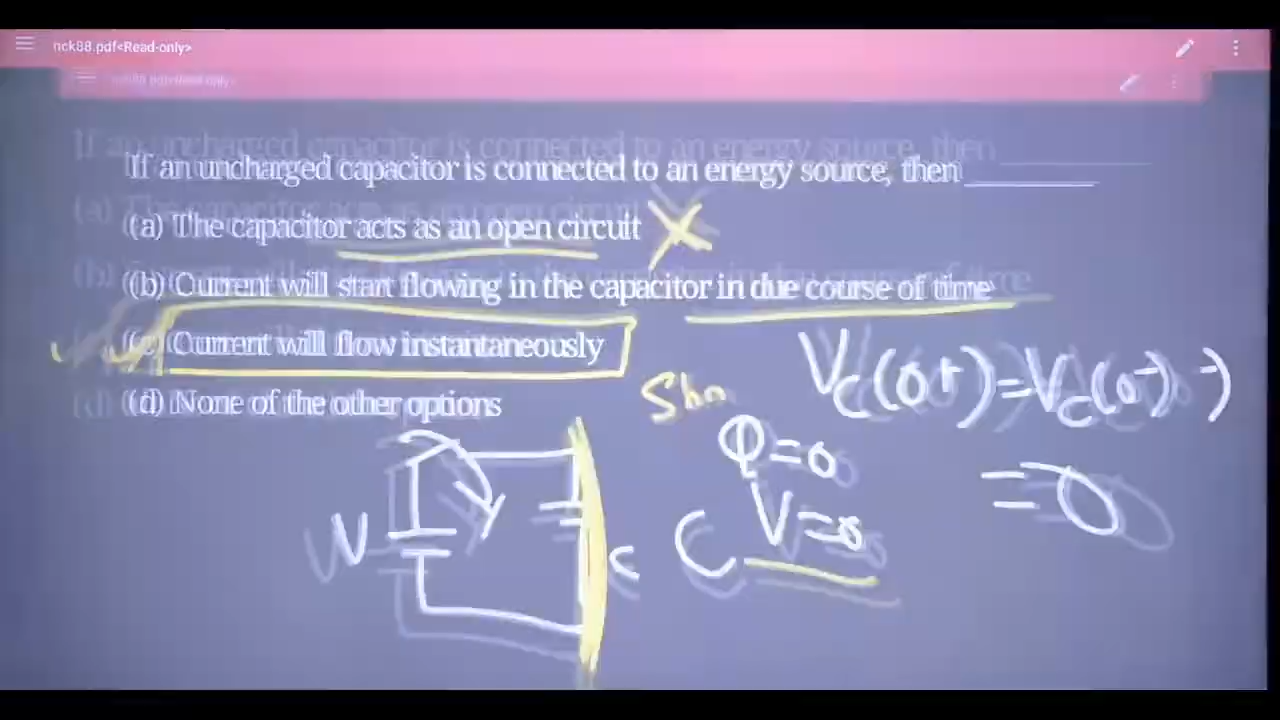 nck88.pdf<Read-only>
If an uncharged capacitor is connected to an energy source, then ________
(a) The capacitor acts as an open circuit
(b) Current will start flowing in the capacitor in due course of time
(c) Current will flow instantaneously
(d) None of the other options
Vc(0+)=Vc(0-)
=0
Q=0
V=0
C
C